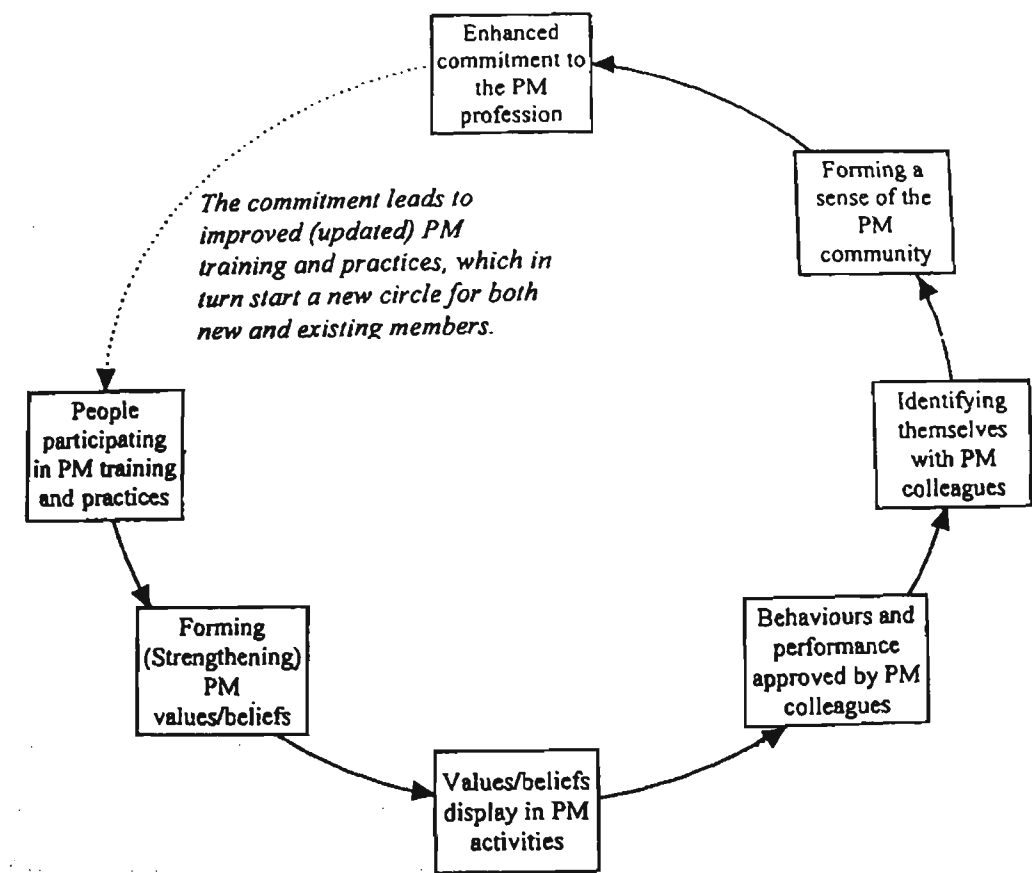 Enhanced
commitment to
the PM
profession
Forming a
sense of the
PM
community
The commitment leads to
improved (updated) PM
training and practices, which in
turn start a new circle for both
new and existing members.
People
participating
in PM training
and practices
Identifying
themselves
with PM
colleagues
Forming
(Strengthening)
PM
values/beliefs
Behaviours and
performance
approved by PM
colleagues
Values/beliefs
display in PM
activities